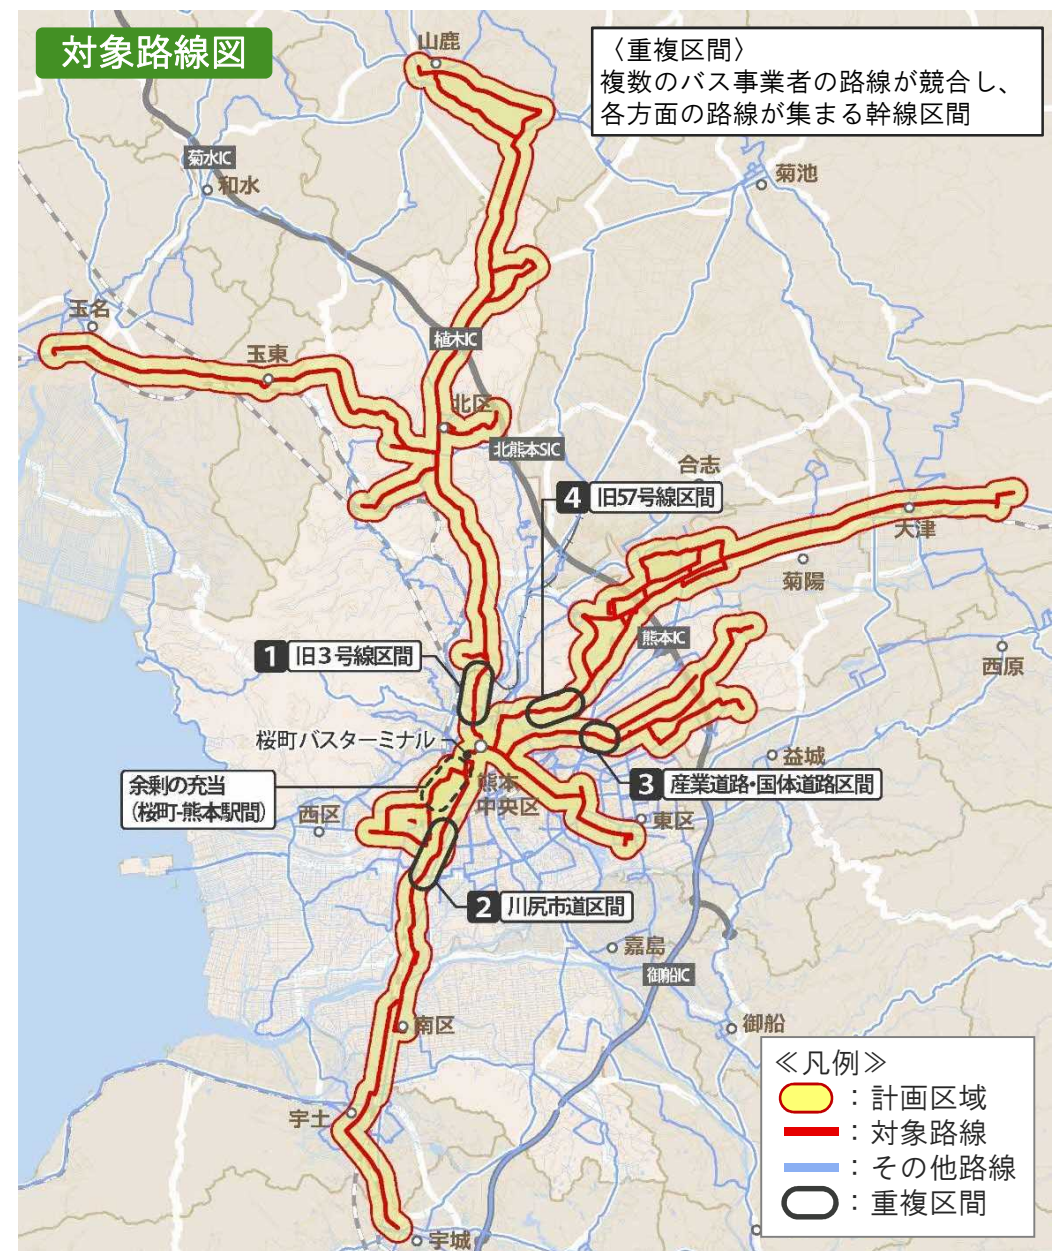 対象路線図
〈重複区間〉
複数のバス事業者の路線が競合し、
各方面の路線が集まる幹線区間
山鹿
菊水IC
和水
菊池
玉名
植木IC
玉東
北区
北熊本SIC
合志
4 旧57号線区間
大津
菊陽
熊本IC
1 旧3号線区間
西原
桜町バスターミナル
益城
余剰の充当
(桜町-熊本駅間)
熊本
中央区
3 産業道路・国体道路区間
西区
東区
2 川尻市道区間
嘉島
御船IC
南区
御船
宇土
宇城
≪凡例≫
：計画区域
：対象路線
：その他路線
：重複区間